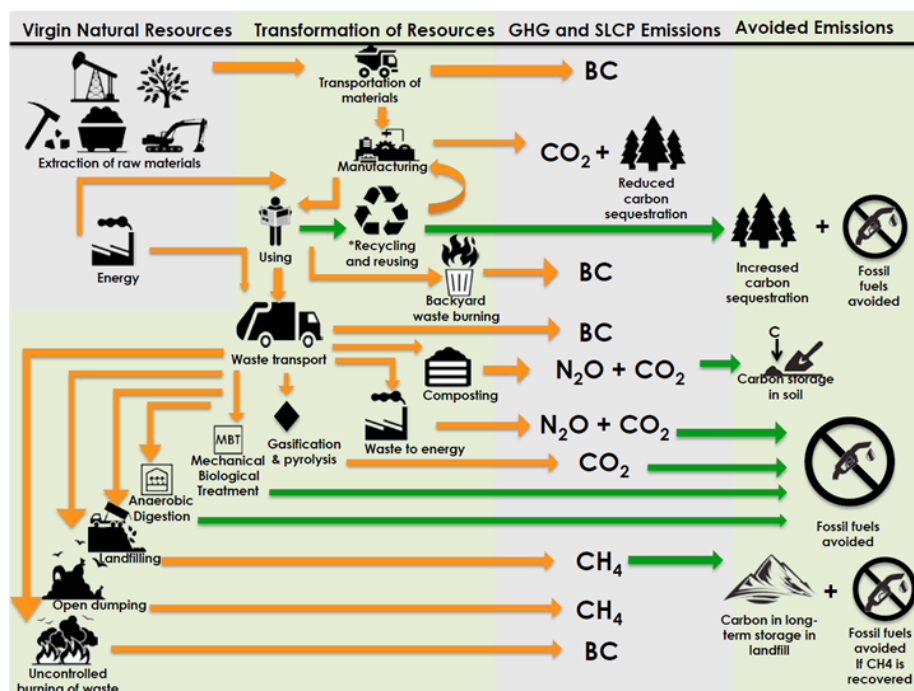 Virgin Natural Resources
Transformation of Resources
GHG and SLCP Emissions
Avoided Emissions
Transportation of
materials
BC
Extraction of raw materials
Manufacturing
CO2 +
Reduced
carbon
sequestration
Energy
Using
*Recycling
and reusing
+
Increased
carbon
sequestration
Fossil
fuels
avoided
Backyard
waste burning
BC
Waste transport
BC
Composting
N2O + CO2
C
Carbon storage
in soil
MBT
Mechanical
Biological
Treatment
Gasification
& pyrolysis
Waste to energy
N2O + CO2
CO2
Anaerobic
Digestion
Fossil fuels
avoided
Landfilling
CH4
+
Carbon in long-
term storage in
landfill
Fossil fuels
avoided
If CH4 is
recovered
Open dumping
CH4
Uncontrolled
burning of waste
BC